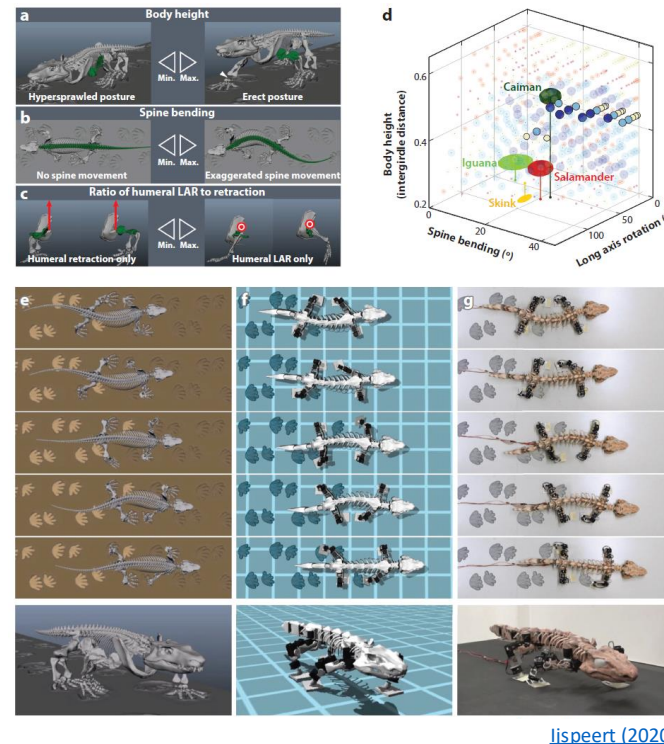 a
Body height
Min. Max.
Hypersprawled posture
Erect posture
b
Spine bending
Min. Max.
No spine movement
Exaggerated spine movement
c
Ratio of humeral LAR to retraction
Min. Max.
Humeral retraction only
Humeral LAR only
d
Body height
(intergirdle distance)
0.6
0.4
0.2
Caiman
Iguana
Salamander
Skink
0
20
40
Spine bending (º)
100
50
0
Long axis rotation
e
f
g
Iispeert (2020